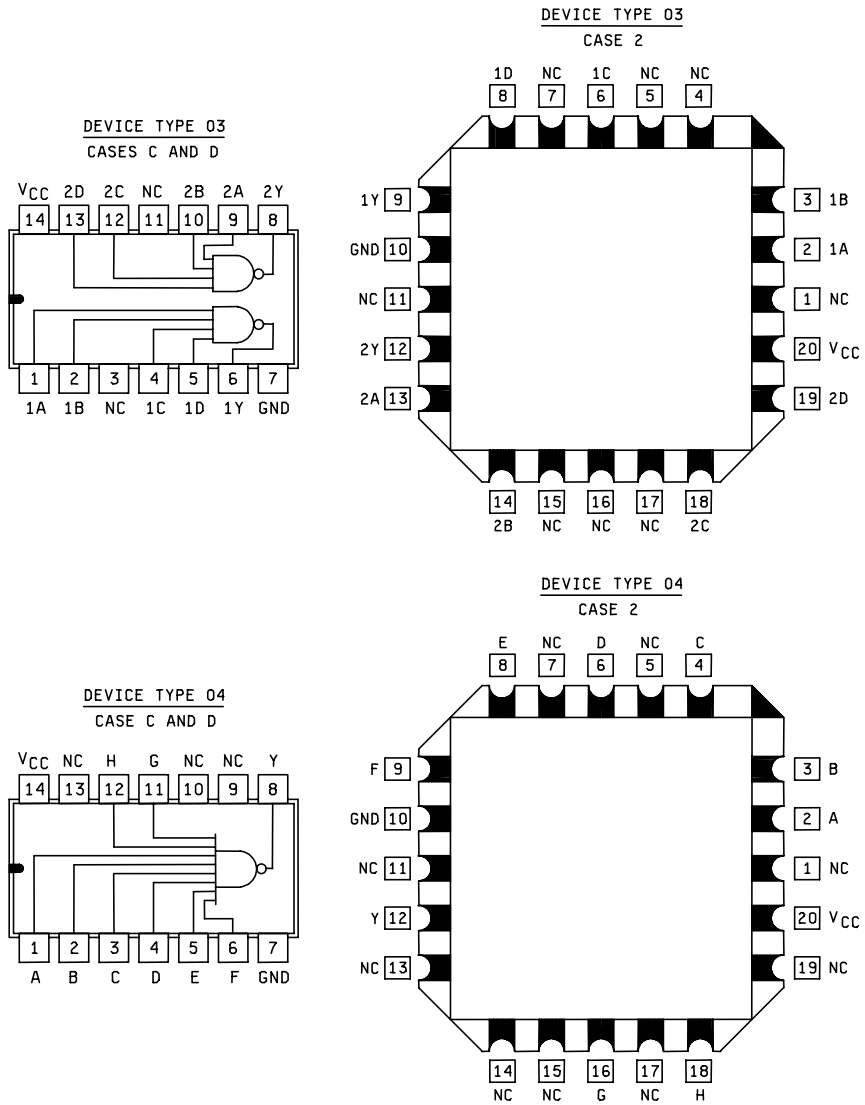 DEVICE TYPE 03
CASE 2
1D NC 1C NC NC
8 7 6 5 4
DEVICE TYPE 03
CASES C AND D
VCC 2D 2C NC 2B 2A 2Y
14 13 12 11 10 9 8
1 2 3 4 5 6 7
1A 1B NC 1C 1D 1Y GND
1Y 9
GND 10
NC 11
2Y 12
2A 13
3 1B
2 1A
1 NC
20 VCC
19 2D
14 15 16 17 18
2B NC NC NC 2C
DEVICE TYPE 04
CASE 2
E NC D NC C
8 7 6 5 4
DEVICE TYPE 04
CASE C AND D
VCC NC H G NC NC Y
14 13 12 11 10 9 8
1 2 3 4 5 6 7
A B C D E F GND
F 9
GND 10
NC 11
Y 12
NC 13
3 B
2 A
1 NC
20 VCC
19 NC
14 15 16 17 18
NC NC G NC H